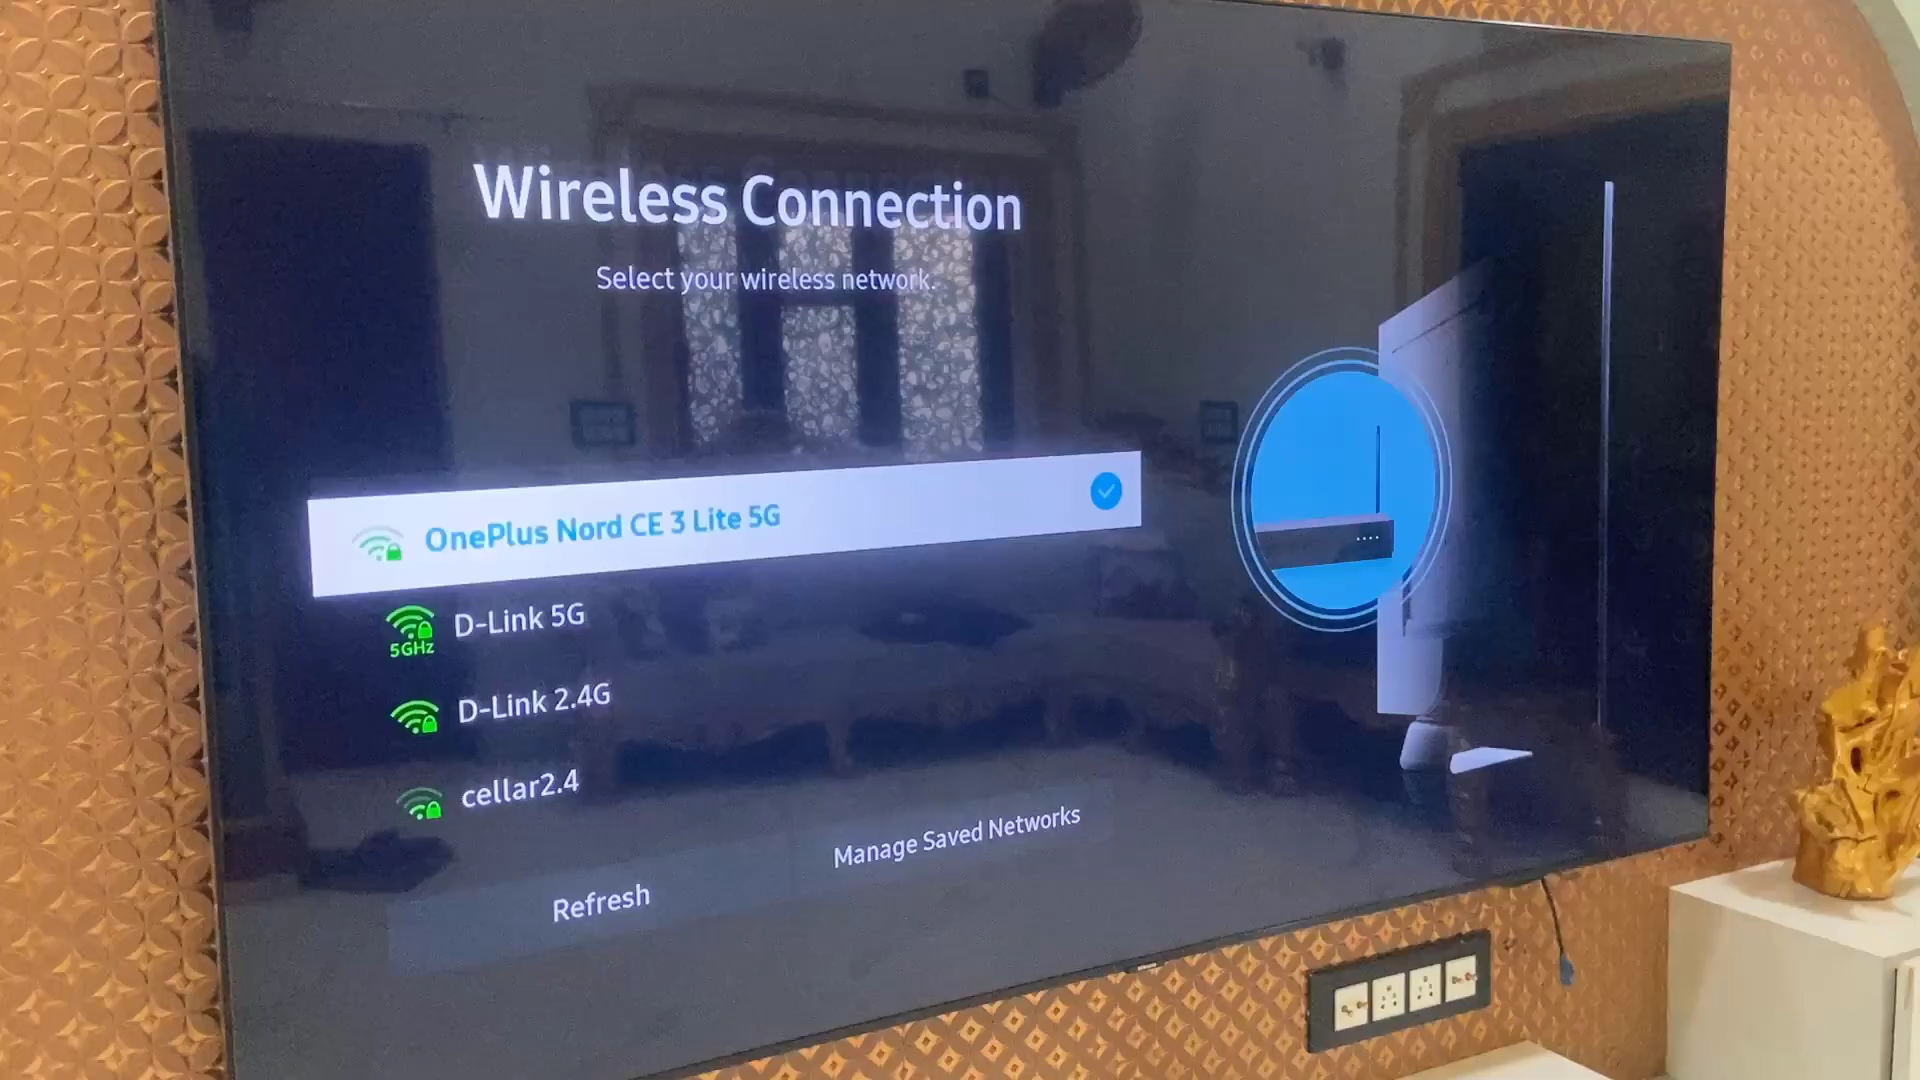 Wireless Connection
Select your wireless network.
OnePlus Nord CE 3 Lite 5G
D-Link 5G
5GHz
D-Link 2.4G
cellar2.4
Manage Saved Networks
Refresh